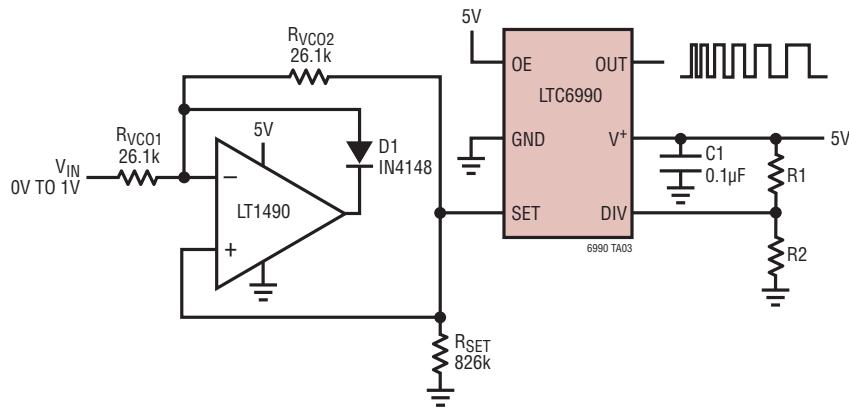 RVCO2
26.1k
RVCO1
26.1k
VIN
0V TO 1V
5V
−
+
LT1490
D1
IN4148
RSET
826k
5V
OE
OUT
LTC6990
GND
V+
SET
DIV
6990 TA03
C1
0.1µF
5V
R1
R2